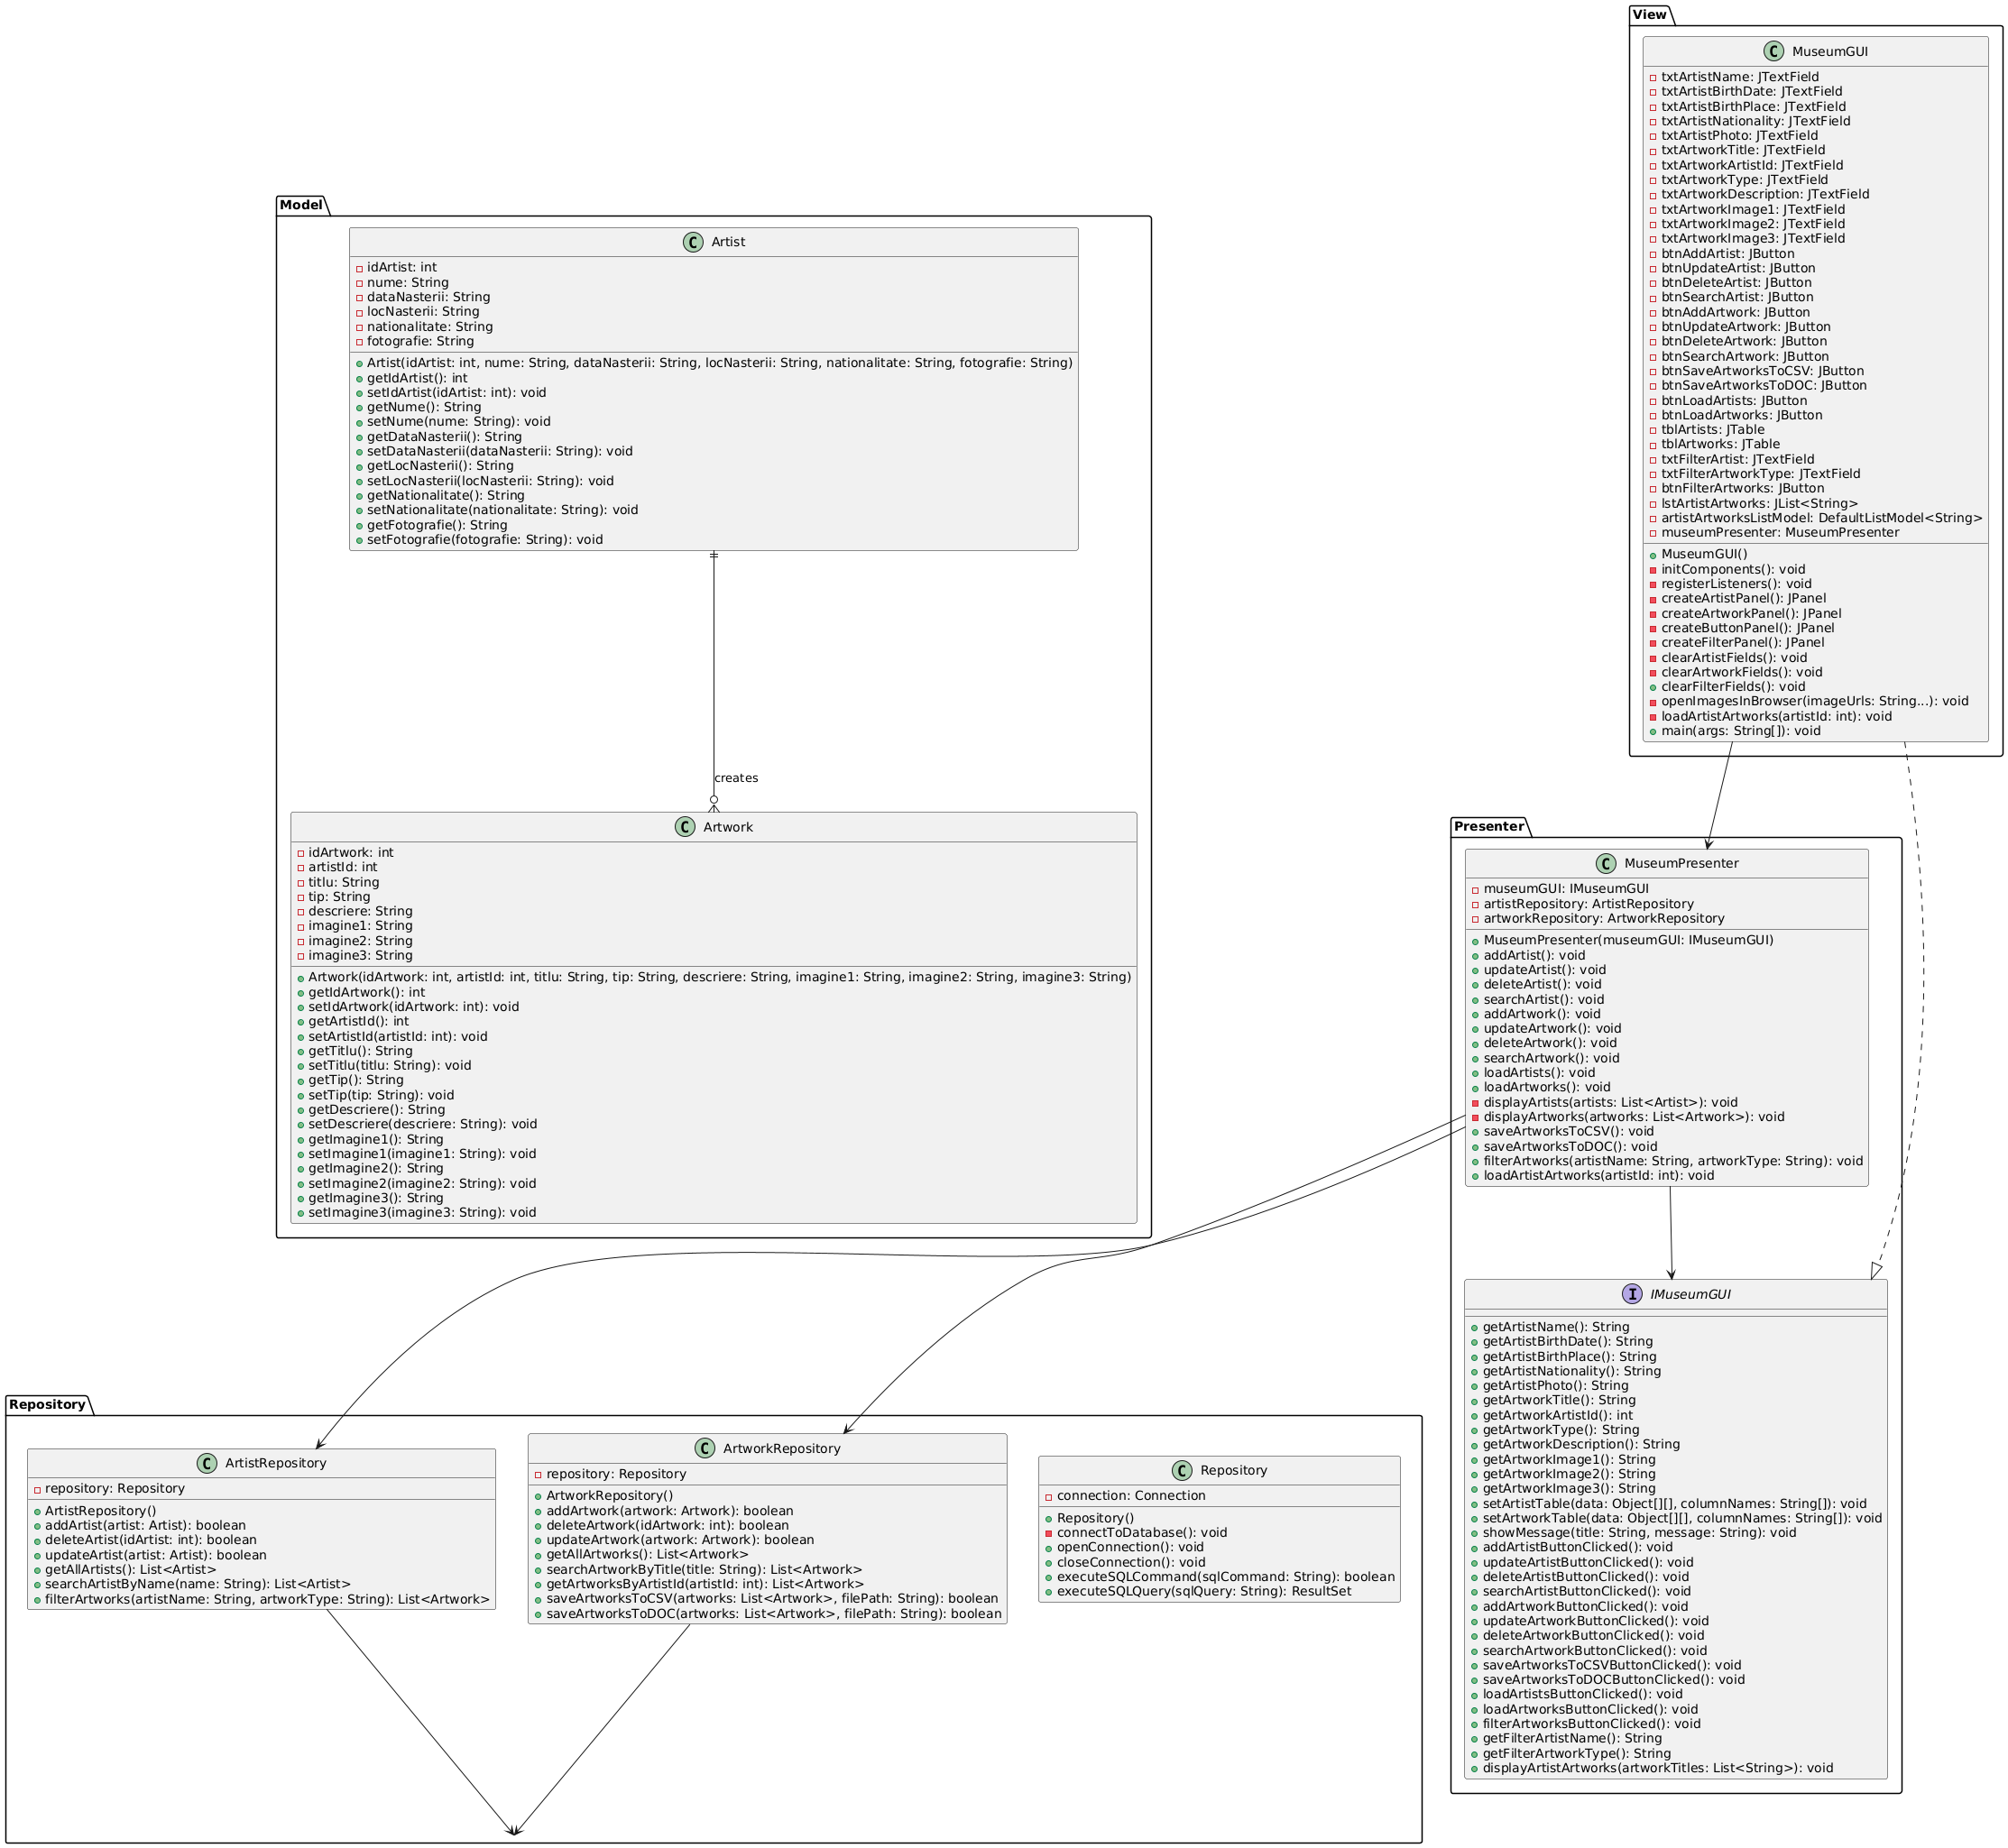 View
MuseumGUI
txtArtistName: JTextField
txtArtistBirthDate: JTextField
txtArtistBirthPlace: JTextField
txtArtistNationality: JTextField
txtArtistPhoto: JTextField
txtArtworkTitle: JTextField
txtArtworkArtistId: JTextField
txtArtworkType: JTextField
txtArtworkDescription: JTextField
txtArtworkImage1: JTextField
txtArtworkImage2: JTextField
txtArtworkImage3: JTextField
btnAddArtist: JButton
btnUpdateArtist: JButton
btnDeleteArtist: JButton
btnSearchArtist: JButton
btnAddArtwork: JButton
btnUpdateArtwork: JButton
btnDeleteArtwork: JButton
btnSearchArtwork: JButton
btnSaveArtworksToCSV: JButton
btnSaveArtworksToDOC: JButton
btnLoadArtists: JButton
btnLoadArtworks: JButton
tblArtists: JTable
tblArtworks: JTable
txtFilterArtist: JTextField
txtFilterArtworkType: JTextField
btnFilterArtworks: JButton
lstArtistArtworks: JList<String>
artistArtworksListModel: DefaultListModel<String>
museumPresenter: MuseumPresenter
MuseumGUI()
initComponents(): void
registerListeners(): void
createArtistPanel(): JPanel
createArtworkPanel(): JPanel
createButtonPanel(): JPanel
createFilterPanel(): JPanel
clearArtistFields(): void
clearArtworkFields(): void
clearFilterFields(): void
openImagesInBrowser(imageUrls: String...): void
loadArtistArtworks(artistId: int): void
main(args: String[]): void
Model
Artist
idArtist: int
nume: String
dataNasterii: String
locNasterii: String
nationalitate: String
fotografie: String
Artist(idArtist: int, nume: String, dataNasterii: String, locNasterii: String, nationalitate: String, fotografie: String)
getIdArtist(): int
setIdArtist(idArtist: int): void
getNume(): String
setNume(nume: String): void
getDataNasterii(): String
setDataNasterii(dataNasterii: String): void
getLocNasterii(): String
setLocNasterii(locNasterii: String): void
getNationalitate(): String
setNationalitate(nationalitate: String): void
getFotografie(): String
setFotografie(fotografie: String): void
creates
Artwork
idArtwork: int
artistId: int
titlu: String
tip: String
descriere: String
imagine1: String
imagine2: String
imagine3: String
Artwork(idArtwork: int, artistId: int, titlu: String, tip: String, descriere: String, imagine1: String, imagine2: String, imagine3: String)
getIdArtwork(): int
setIdArtwork(idArtwork: int): void
getArtistId(): int
setArtistId(artistId: int): void
getTitlu(): String
setTitlu(titlu: String): void
getTip(): String
setTip(tip: String): void
getDescriere(): String
setDescriere(descriere: String): void
getImagine1(): String
setImagine1(imagine1: String): void
getImagine2(): String
setImagine2(imagine2: String): void
getImagine3(): String
setImagine3(imagine3: String): void
Presenter
MuseumPresenter
museumGUI: IMuseumGUI
artistRepository: ArtistRepository
artworkRepository: ArtworkRepository
MuseumPresenter(museumGUI: IMuseumGUI)
addArtist(): void
updateArtist(): void
deleteArtist(): void
searchArtist(): void
addArtwork(): void
updateArtwork(): void
deleteArtwork(): void
searchArtwork(): void
loadArtists(): void
loadArtworks(): void
displayArtists(artists: List<Artist>): void
displayArtworks(artworks: List<Artwork>): void
saveArtworksToCSV(): void
saveArtworksToDOC(): void
filterArtworks(artistName: String, artworkType: String): void
loadArtistArtworks(artistId: int): void
IMuseumGUI
getArtistName(): String
getArtistBirthDate(): String
getArtistBirthPlace(): String
getArtistNationality(): String
getArtistPhoto(): String
getArtworkTitle(): String
getArtworkArtistId(): int
getArtworkType(): String
getArtworkDescription(): String
getArtworkImage1(): String
getArtworkImage2(): String
getArtworkImage3(): String
setArtistTable(data: Object[][], columnNames: String[]): void
setArtworkTable(data: Object[][], columnNames: String[]): void
showMessage(title: String, message: String): void
addArtistButtonClicked(): void
updateArtistButtonClicked(): void
deleteArtistButtonClicked(): void
searchArtistButtonClicked(): void
addArtworkButtonClicked(): void
updateArtworkButtonClicked(): void
deleteArtworkButtonClicked(): void
searchArtworkButtonClicked(): void
saveArtworksToCSVButtonClicked(): void
saveArtworksToDOCButtonClicked(): void
loadArtistsButtonClicked(): void
loadArtworksButtonClicked(): void
filterArtworksButtonClicked(): void
getFilterArtistName(): String
getFilterArtworkType(): String
displayArtistArtworks(artworkTitles: List<String>): void
Repository
ArtistRepository
repository: Repository
ArtistRepository()
addArtist(artist: Artist): boolean
deleteArtist(idArtist: int): boolean
updateArtist(artist: Artist): boolean
getAllArtists(): List<Artist>
searchArtistByName(name: String): List<Artist>
filterArtworks(artistName: String, artworkType: String): List<Artwork>
ArtworkRepository
repository: Repository
ArtworkRepository()
addArtwork(artwork: Artwork): boolean
deleteArtwork(idArtwork: int): boolean
updateArtwork(artwork: Artwork): boolean
getAllArtworks(): List<Artwork>
searchArtworkByTitle(title: String): List<Artwork>
getArtworksByArtistId(artistId: int): List<Artwork>
saveArtworksToCSV(artworks: List<Artwork>, filePath: String): boolean
saveArtworksToDOC(artworks: List<Artwork>, filePath: String): boolean
Repository
connection: Connection
Repository()
connectToDatabase(): void
openConnection(): void
closeConnection(): void
executeSQLCommand(sqlCommand: String): boolean
executeSQLQuery(sqlQuery: String): ResultSet